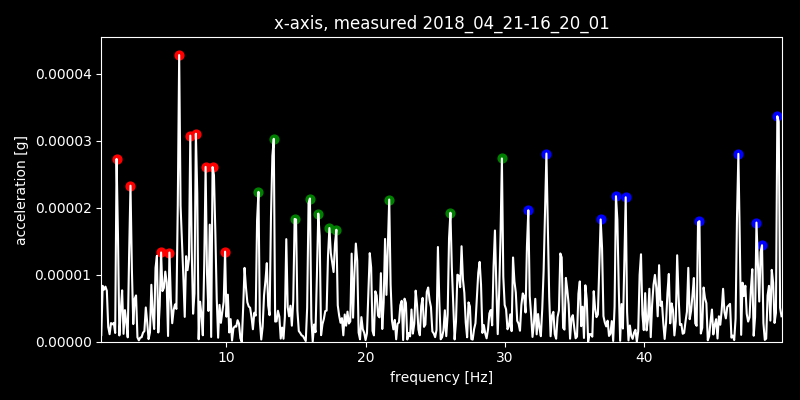 x-axis, measured 2018_04_21-16_20_01
0.00004
0.00003
0.00002
0.00001
0.00000
acceleration [g]
10 20 30 40
frequency [Hz]